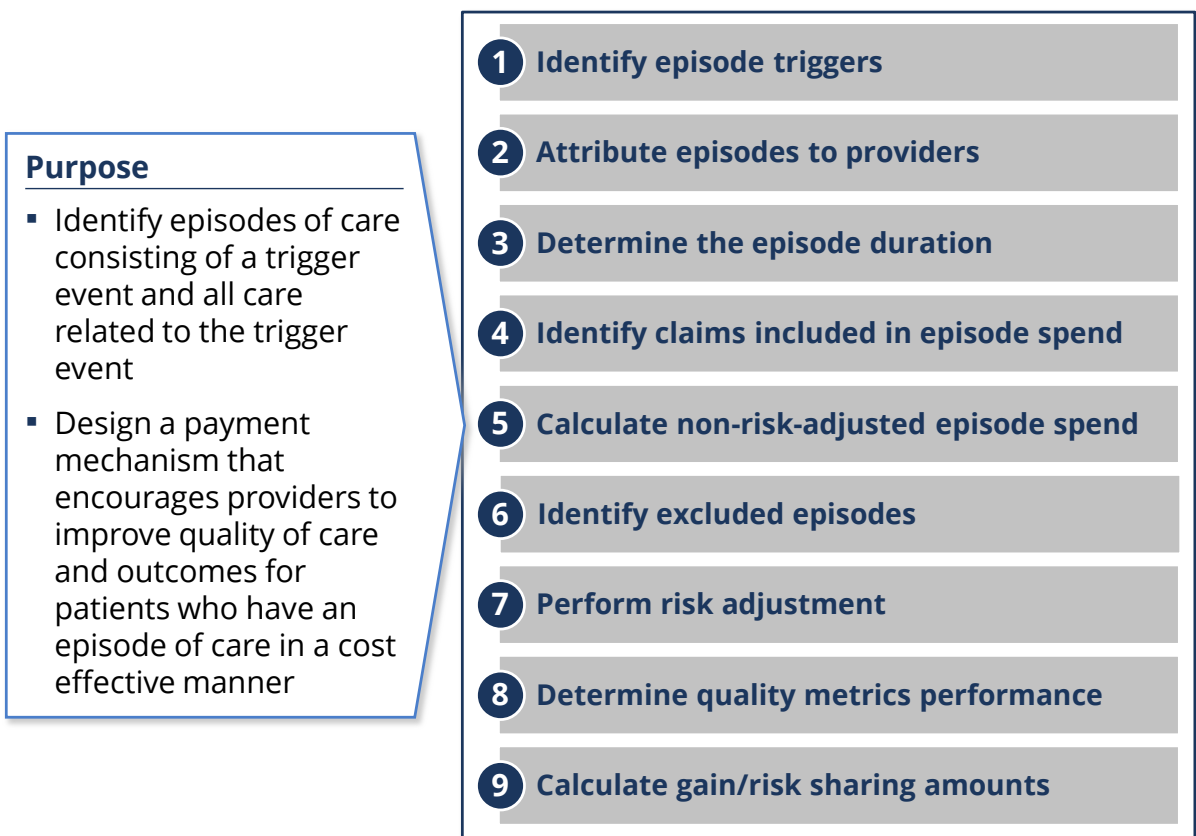 Purpose
▪ Identify episodes of care
consisting of a trigger
event and all care
related to the trigger
event
▪ Design a payment
mechanism that
encourages providers to
improve quality of care
and outcomes for
patients who have an
episode of care in a cost
effective manner
1 Identify episode triggers
2 Attribute episodes to providers
3 Determine the episode duration
4 Identify claims included in episode spend
5 Calculate non-risk-adjusted episode spend
6 Identify excluded episodes
7 Perform risk adjustment
8 Determine quality metrics performance
9 Calculate gain/risk sharing amounts